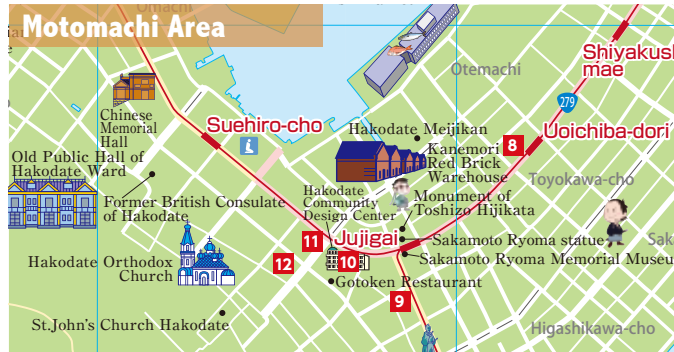 Omachi
Motomachi Area
Shiyakush
mae
Otemachi
279
Chinese
Memorial
Hall
Suehiro-cho
i
Hakodate Meijikan
8
Uoichiba-dori
Kanemori
Red Brick
Warehouse
Old Public Hall of
Hakodate Ward
Toyokawa-cho
Former British Consulate
of Hakodate
Hakodate
Community
Design Center
Monument of
Toshizo Hijikata
11
Jujigai
Sakamoto Ryoma statue
Sak
Hakodate Orthodox
Church
12
10
Sakamoto Ryoma Memorial Museu
Gotoken Restaurant
9
St.John's Church Hakodate
Higashikawa-cho